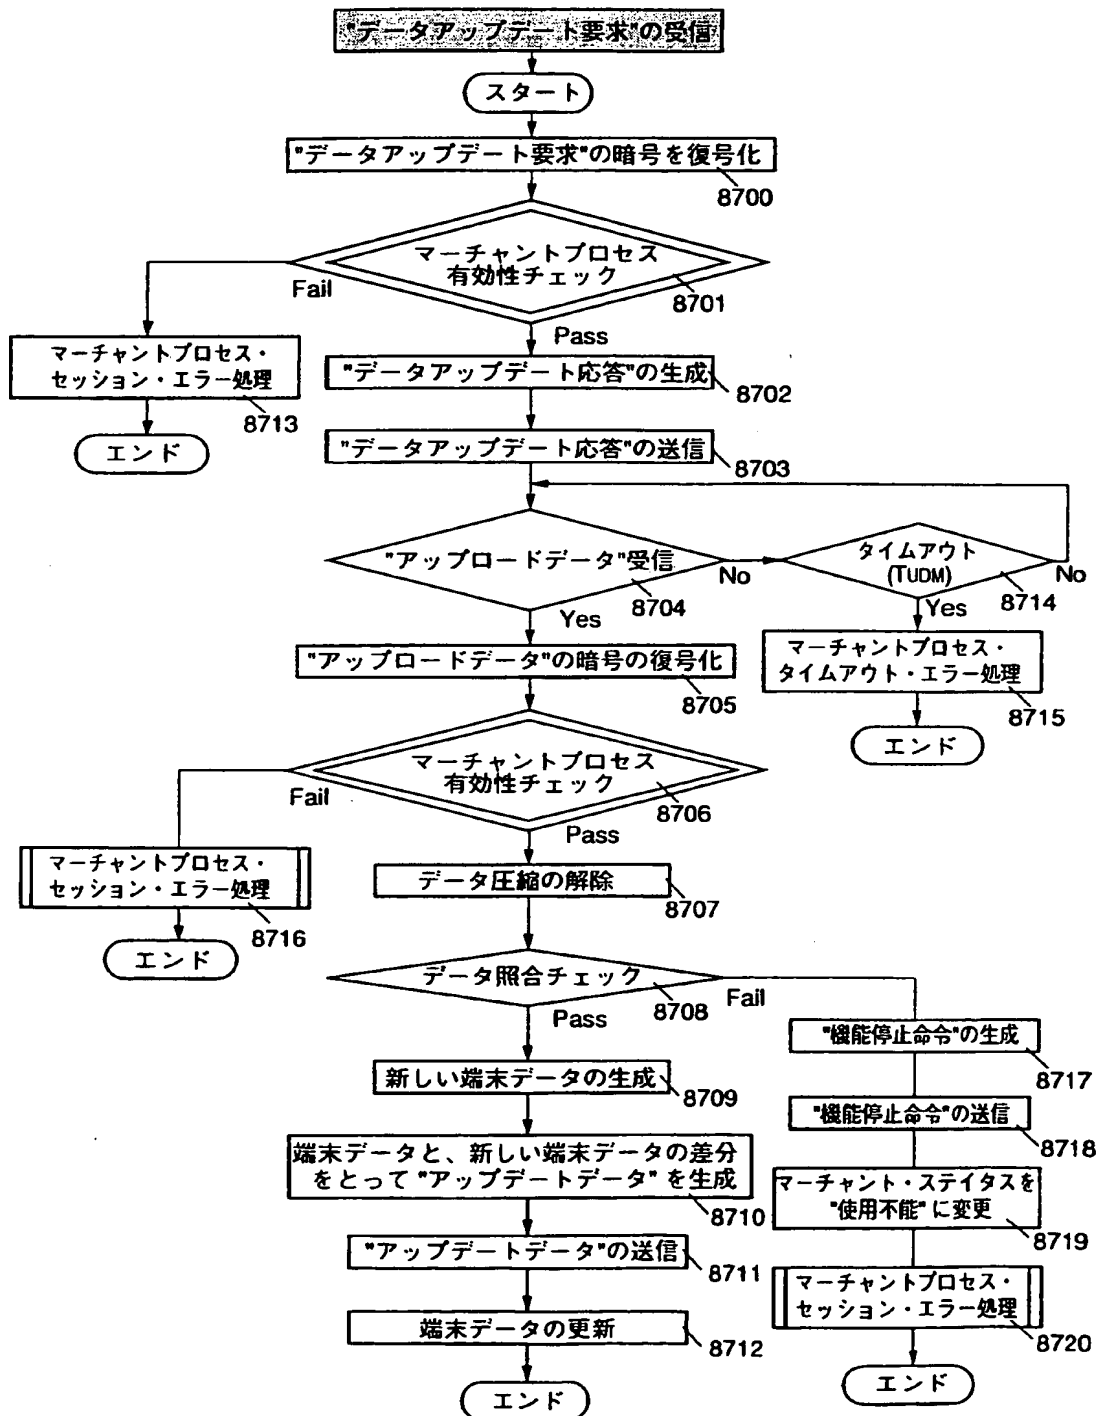 "データアップデート要求"の受信
スタート
"データアップデート要求"の暗号を復号化
8700
マーチャントプロセス
有効性チェック
8701
Fail
Pass
マーチャントプロセス・
セッション・エラー処理
8713
エンド
"データアップデート応答"の生成
8702
"データアップデート応答"の送信
8703
"アップロードデータ"受信
8704
No
Yes
タイムアウト
(TUDM)
8714
No
Yes
マーチャントプロセス・
タイムアウト・エラー処理
8715
エンド
"アップロードデータ"の暗号の復号化
8705
マーチャントプロセス
有効性チェック
8706
Fail
Pass
マーチャントプロセス・
セッション・エラー処理
8716
エンド
データ圧縮の解除
8707
データ照合チェック
8708
Fail
Pass
"機能停止命令"の生成
8717
新しい端末データの生成
8709
"機能停止命令"の送信
8718
端末データと、新しい端末データの差分
をとって"アップデートデータ"を生成
8710
マーチャント・ステイタスを
"使用不能"に変更
8719
"アップデートデータ"の送信
8711
マーチャントプロセス・
セッション・エラー処理
8720
端末データの更新
8712
エンド
エンド